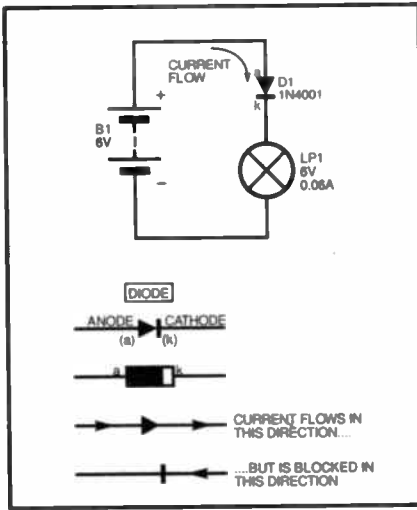 CURRENT
FLOW
a
D1
1N4001
k
+
B1
6V
–
LP1
6V
0.06A
DIODE
ANODE CATHODE
(a) (k)
a k
CURRENT FLOWS IN
THIS DIRECTION....
....BUT IS BLOCKED IN
THIS DIRECTION